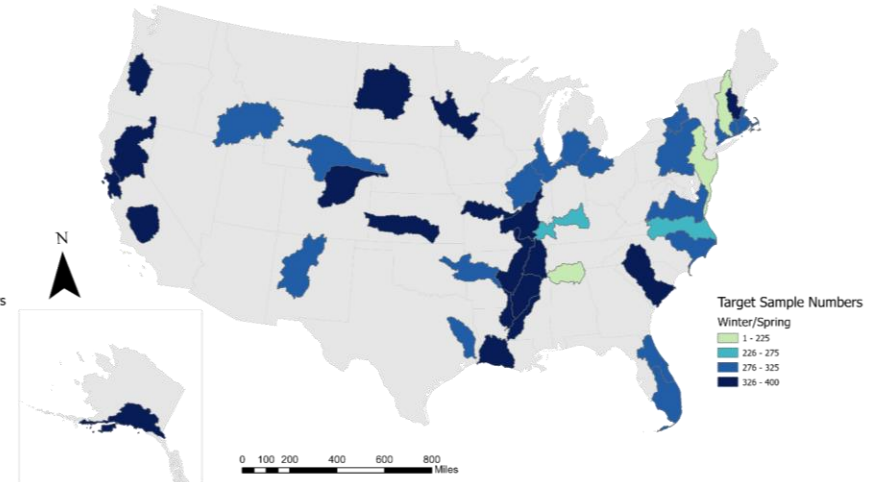 N
s
Target Sample Numbers
Winter/Spring
1 - 225
226 - 275
276 - 325
326 - 400
0 100 200 400 600 800
Miles